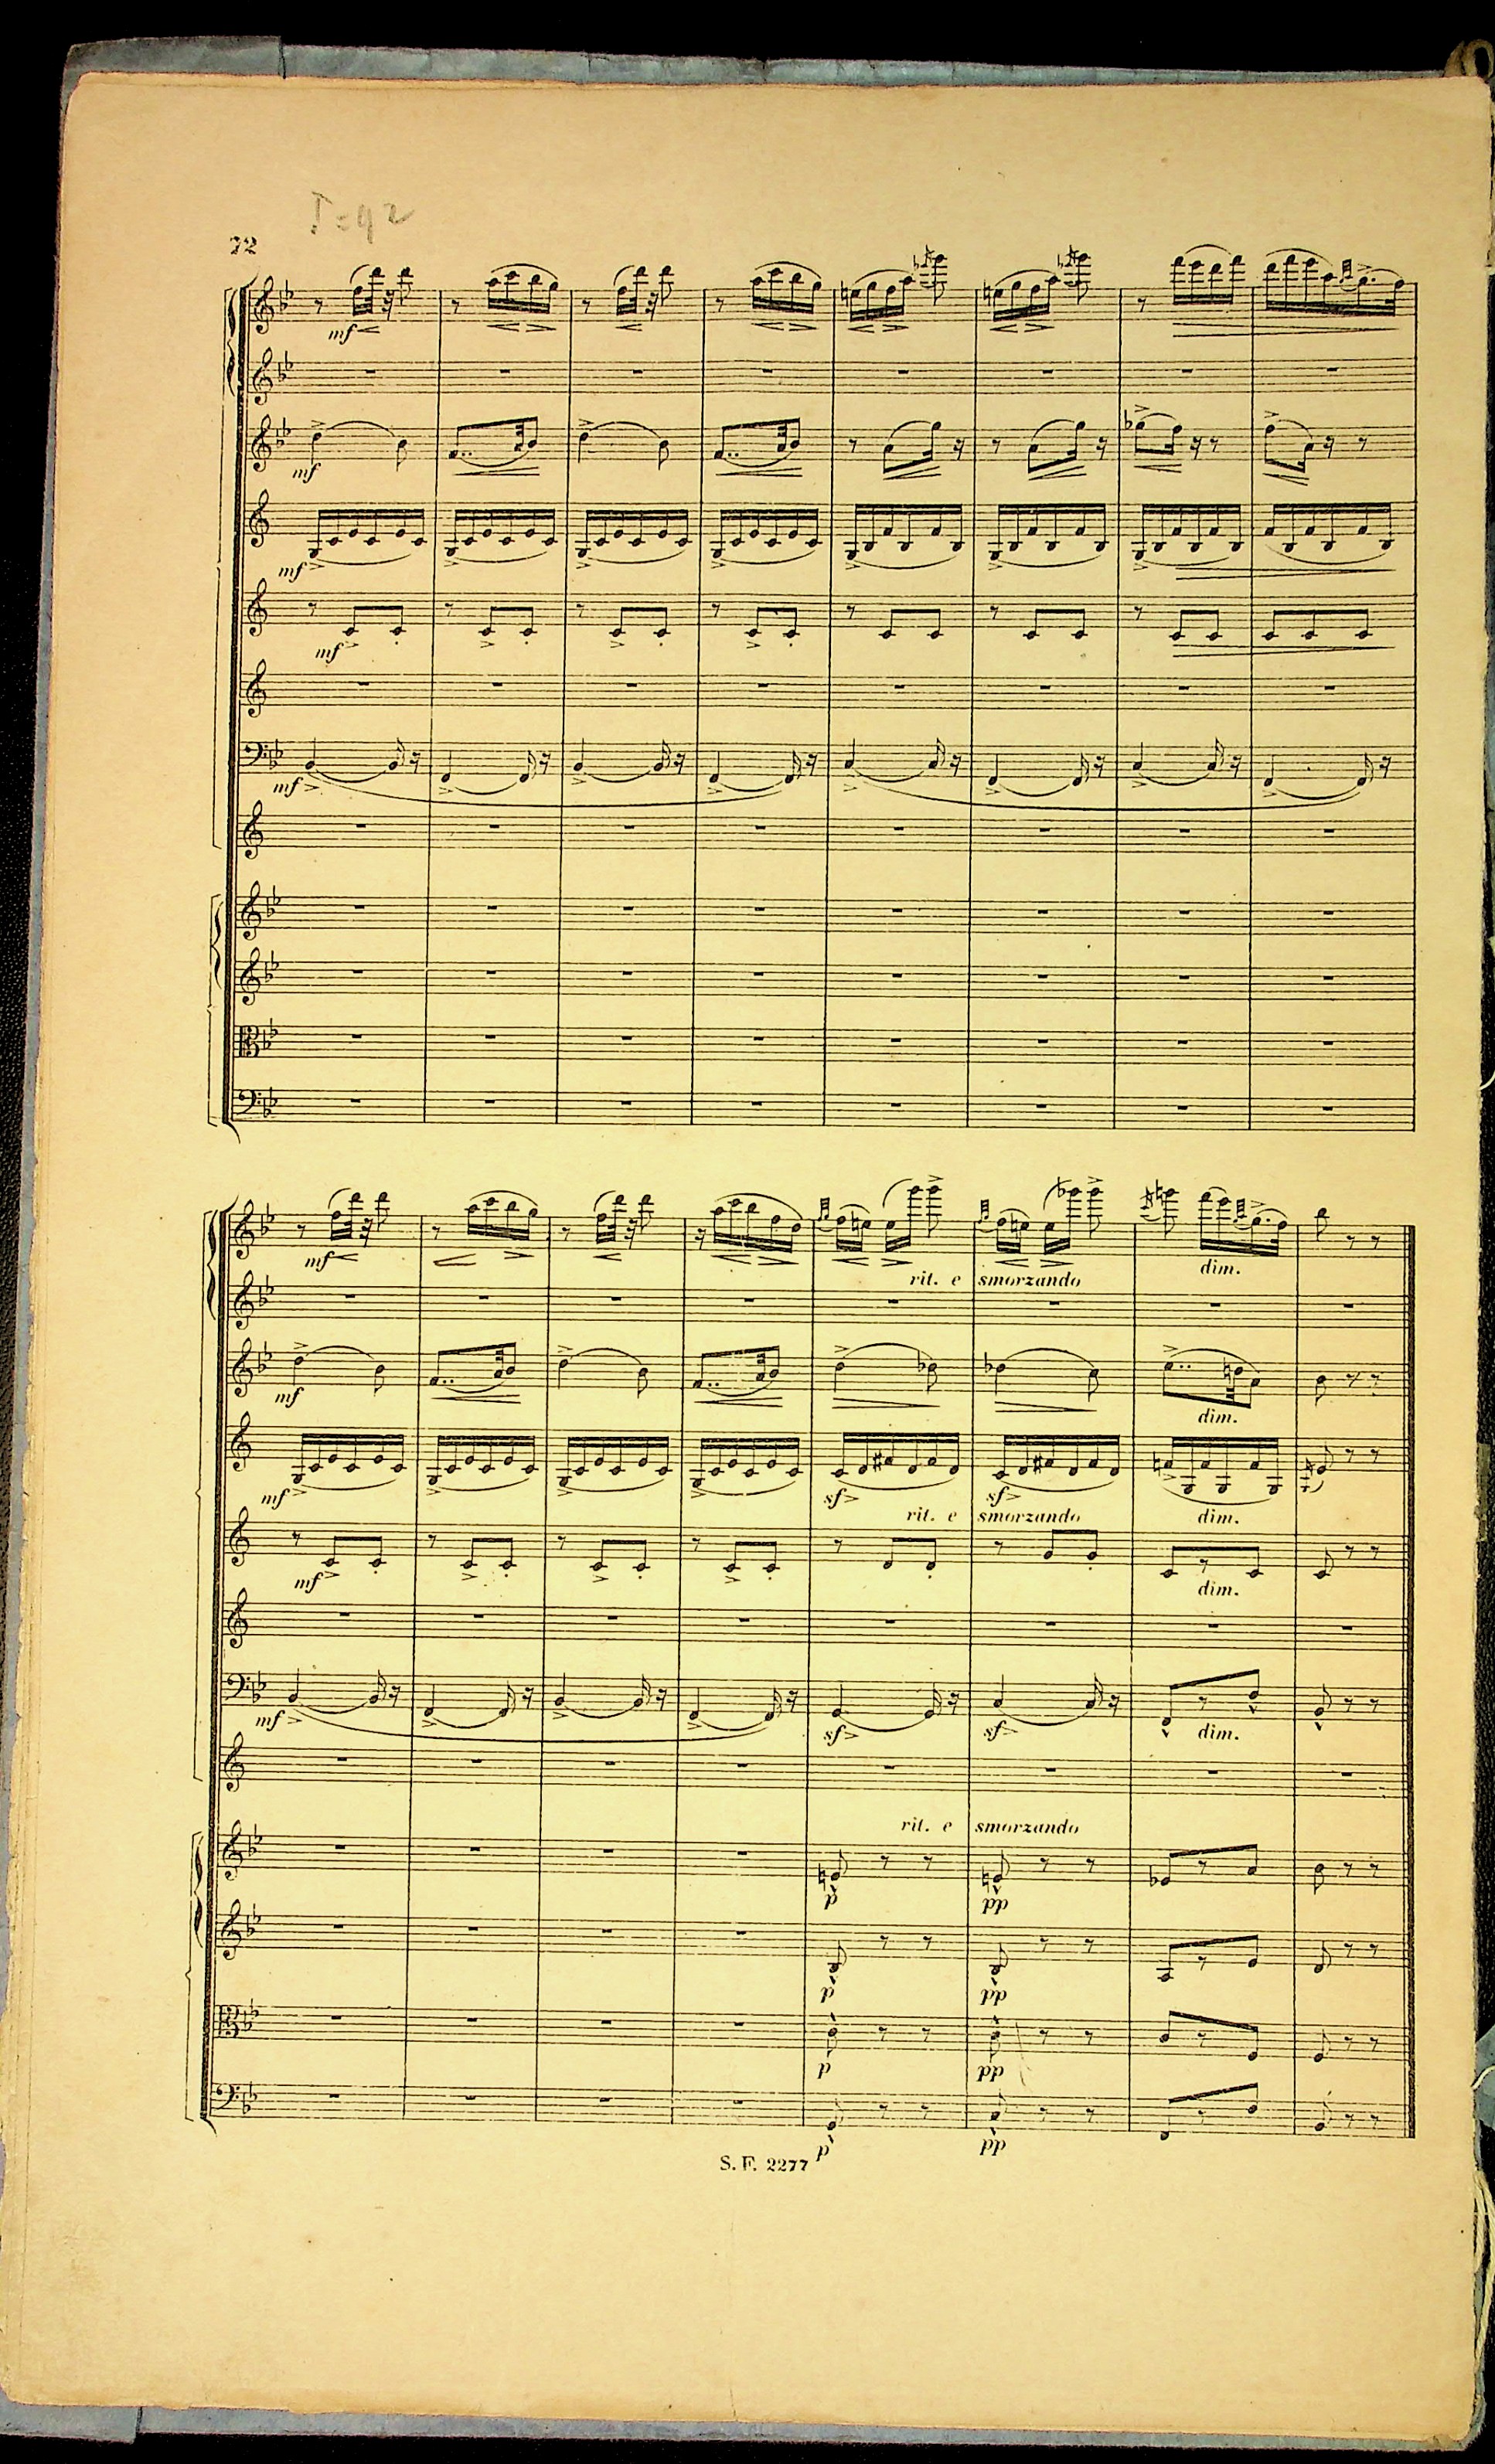 ♪=92
72
mf
mf
mf
mf
mf
mf
rit. e smorzando
dim.
mf
dim.
mf
sf
sf
rit. e smorzando
dim.
mf
dim.
mf
sf
sf
dim.
rit. e smorzando
p
pp
p
pp
p
pp
p
pp
S. F. 2277